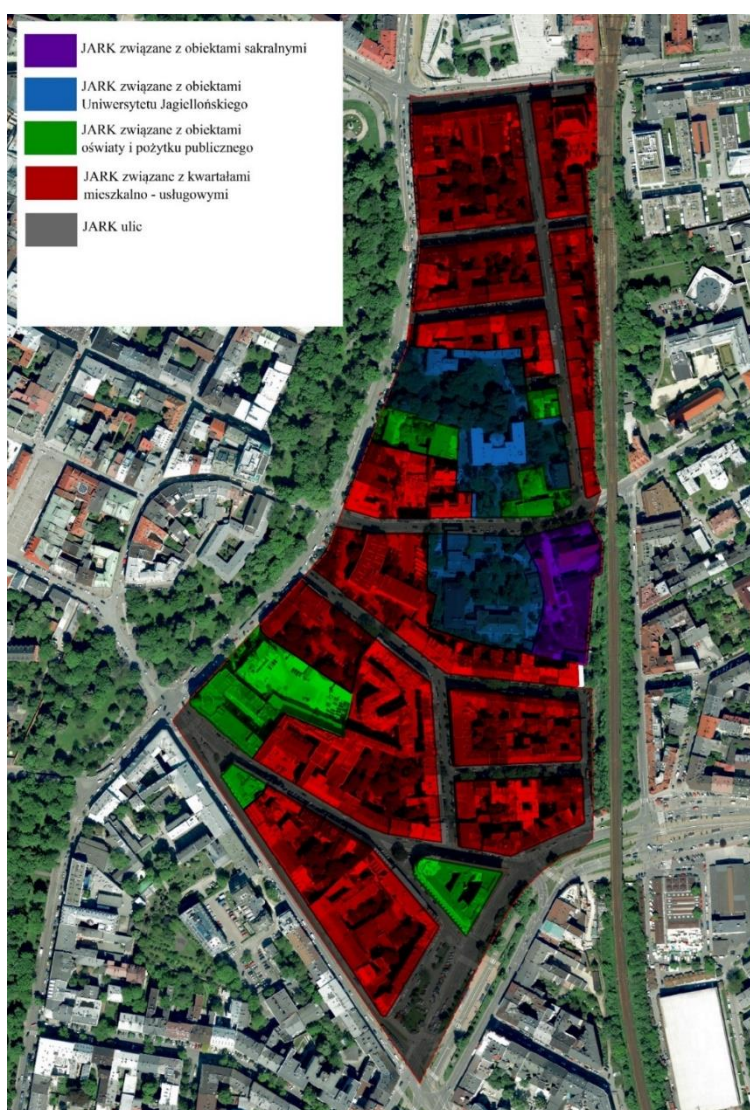 JARK związane z obiektami sakralnymi
JARK związane z obiektami
Uniwersytetu Jagiellońskiego
JARK związane z obiektami
oświaty i pożytku publicznego
JARK związane z kwartałami
mieszkalno - usługowymi
JARK ulic